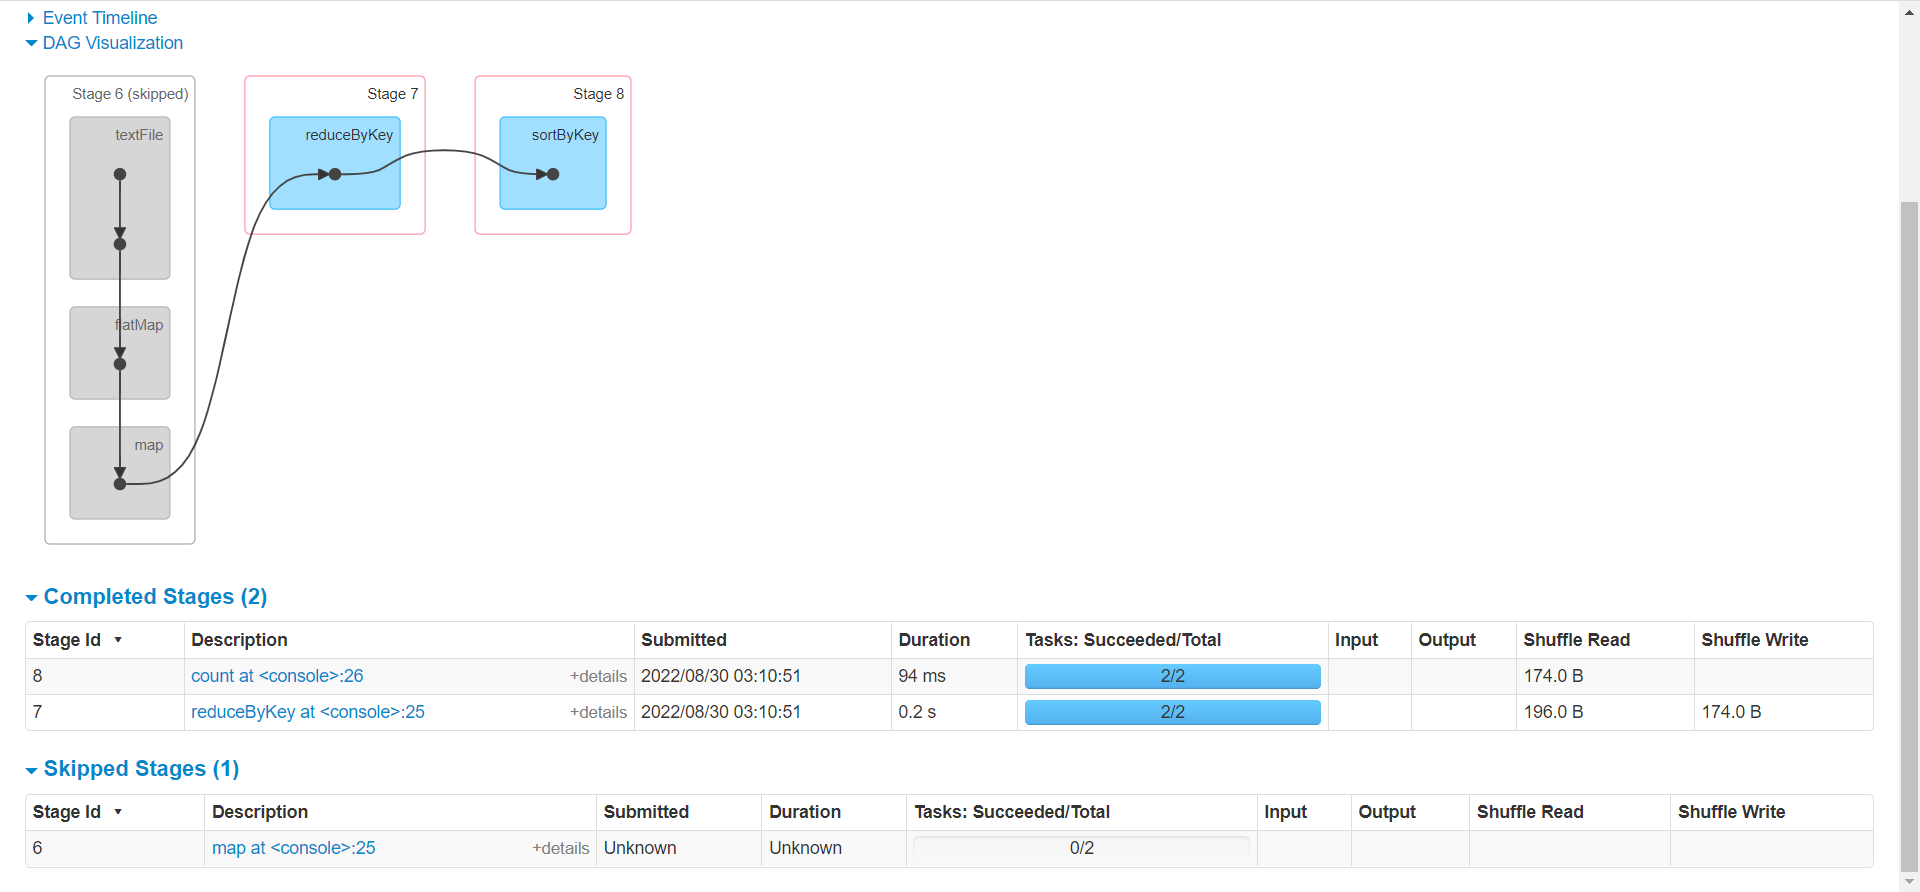 Event Timeline
DAG Visualization
Stage 6 (skipped)
textFile
flatMap
map
Stage 7
reduceByKey
Stage 8
sortByKey
Completed Stages (2)
Stage Id Description Submitted Duration Tasks: Succeeded/Total Input Output Shuffle Read Shuffle Write
8 count at <console>:26 +details 2022/08/30 03:10:51 94 ms 2/2 174.0 B
7 reduceByKey at <console>:25 +details 2022/08/30 03:10:51 0.2 s 2/2 196.0 B 174.0 B
Skipped Stages (1)
Stage Id Description Submitted Duration Tasks: Succeeded/Total Input Output Shuffle Read Shuffle Write
6 map at <console>:25 +details Unknown Unknown 0/2